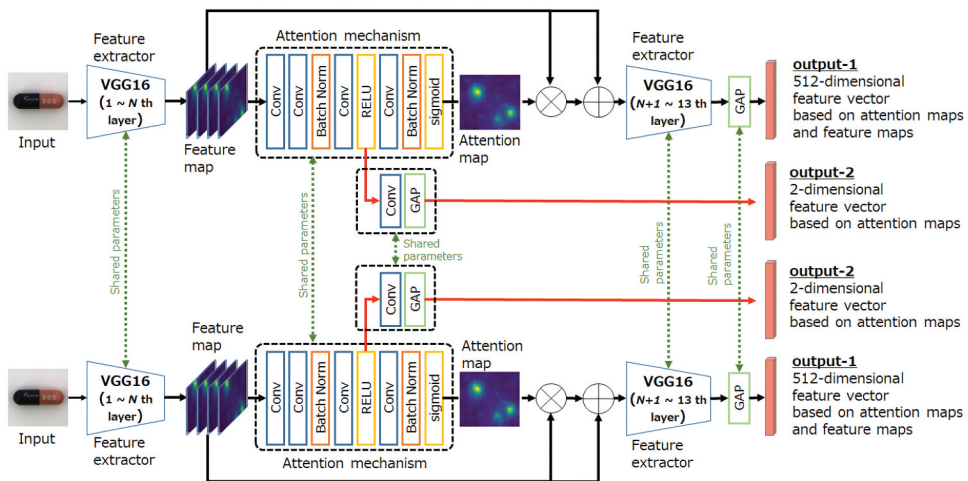 Feature
extractor
VGG16
(1 ~ N th
layer)
Input
Feature
map
Attention mechanism
Conv
Conv
Batch Norm
Conv
RELU
Conv
Batch Norm
sigmoid
Attention
map
Feature
extractor
VGG16
(N+1 ~ 13 th
layer)
GAP
output-1
512-dimensional
feature vector
based on attention maps
and feature maps
Conv
GAP
output-2
2-dimensional
feature vector
based on attention maps
Shared parameters
Shared parameters
Shared
parameters
Shared parameters
Shared parameters
Conv
GAP
output-2
2-dimensional
feature vector
based on attention maps
Feature
map
VGG16
(1 ~ N th
layer)
Input
Feature
extractor
Conv
Conv
Batch Norm
Conv
RELU
Conv
Batch Norm
sigmoid
Attention mechanism
Attention
map
VGG16
(N+1 ~ 13 th
layer)
Feature
extractor
GAP
output-1
512-dimensional
feature vector
based on attention maps
and feature maps